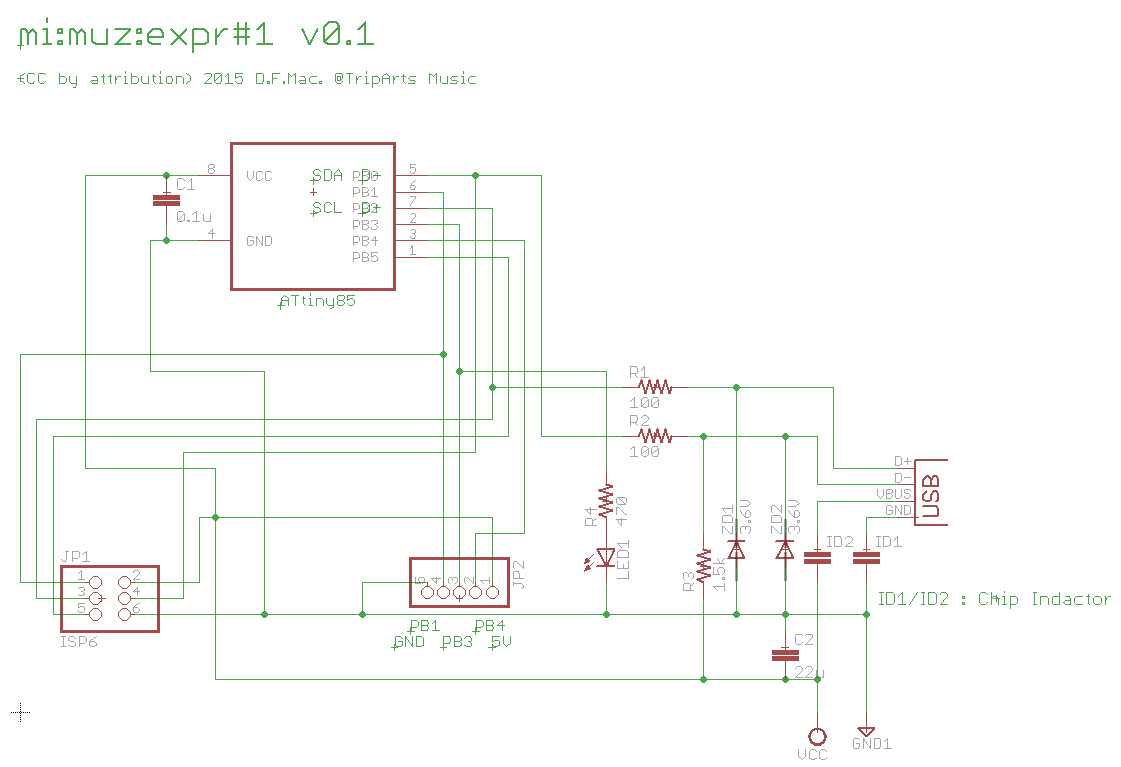 mi:muz:expr#1 v0.1
<CC by attribution> 2015 D.F.Mac. @TripArts Music
8
5
C1
VCC
SDA
PB0
D-
6
PB1
7
0.1u
SCL
PB2
D+
2
PB3
4
GND
3
PB4
1
PB5
ATtiny85
R1
100
R2
100
D+
D-
VBUS
GND
USB
R4
470
ZD1
3.6V
ZD2
3.6V
ID2
ID1
LED1
R3
1.5k
JP1
1 2
3 4
5 6
ISP6
5 4 3 2 1
JP2
PB1
PB4
GND
PB3
5V
ID1/ID2 : Chip Inductor
C2
22u
VCC
GND1